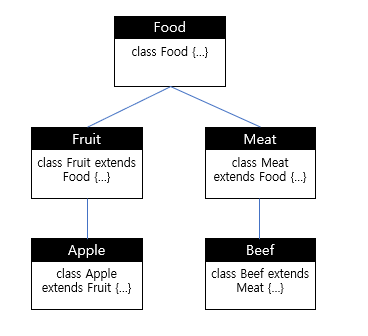 Food
class Food {...}
Fruit
class Fruit extends
Food {...}
Meat
class Meat
extends Food {...}
Apple
class Apple
extends Fruit {...}
Beef
class Beef extends
Meat {...}